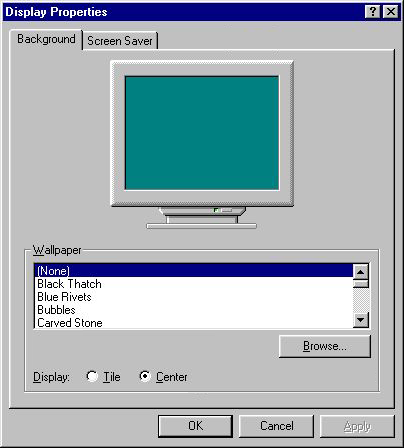 Display Properties
Background Screen Saver
Wallpaper
(None)
Black Thatch
Blue Rivets
Bubbles
Carved Stone
Browse...
Display: Tile Center
OK Cancel Apply